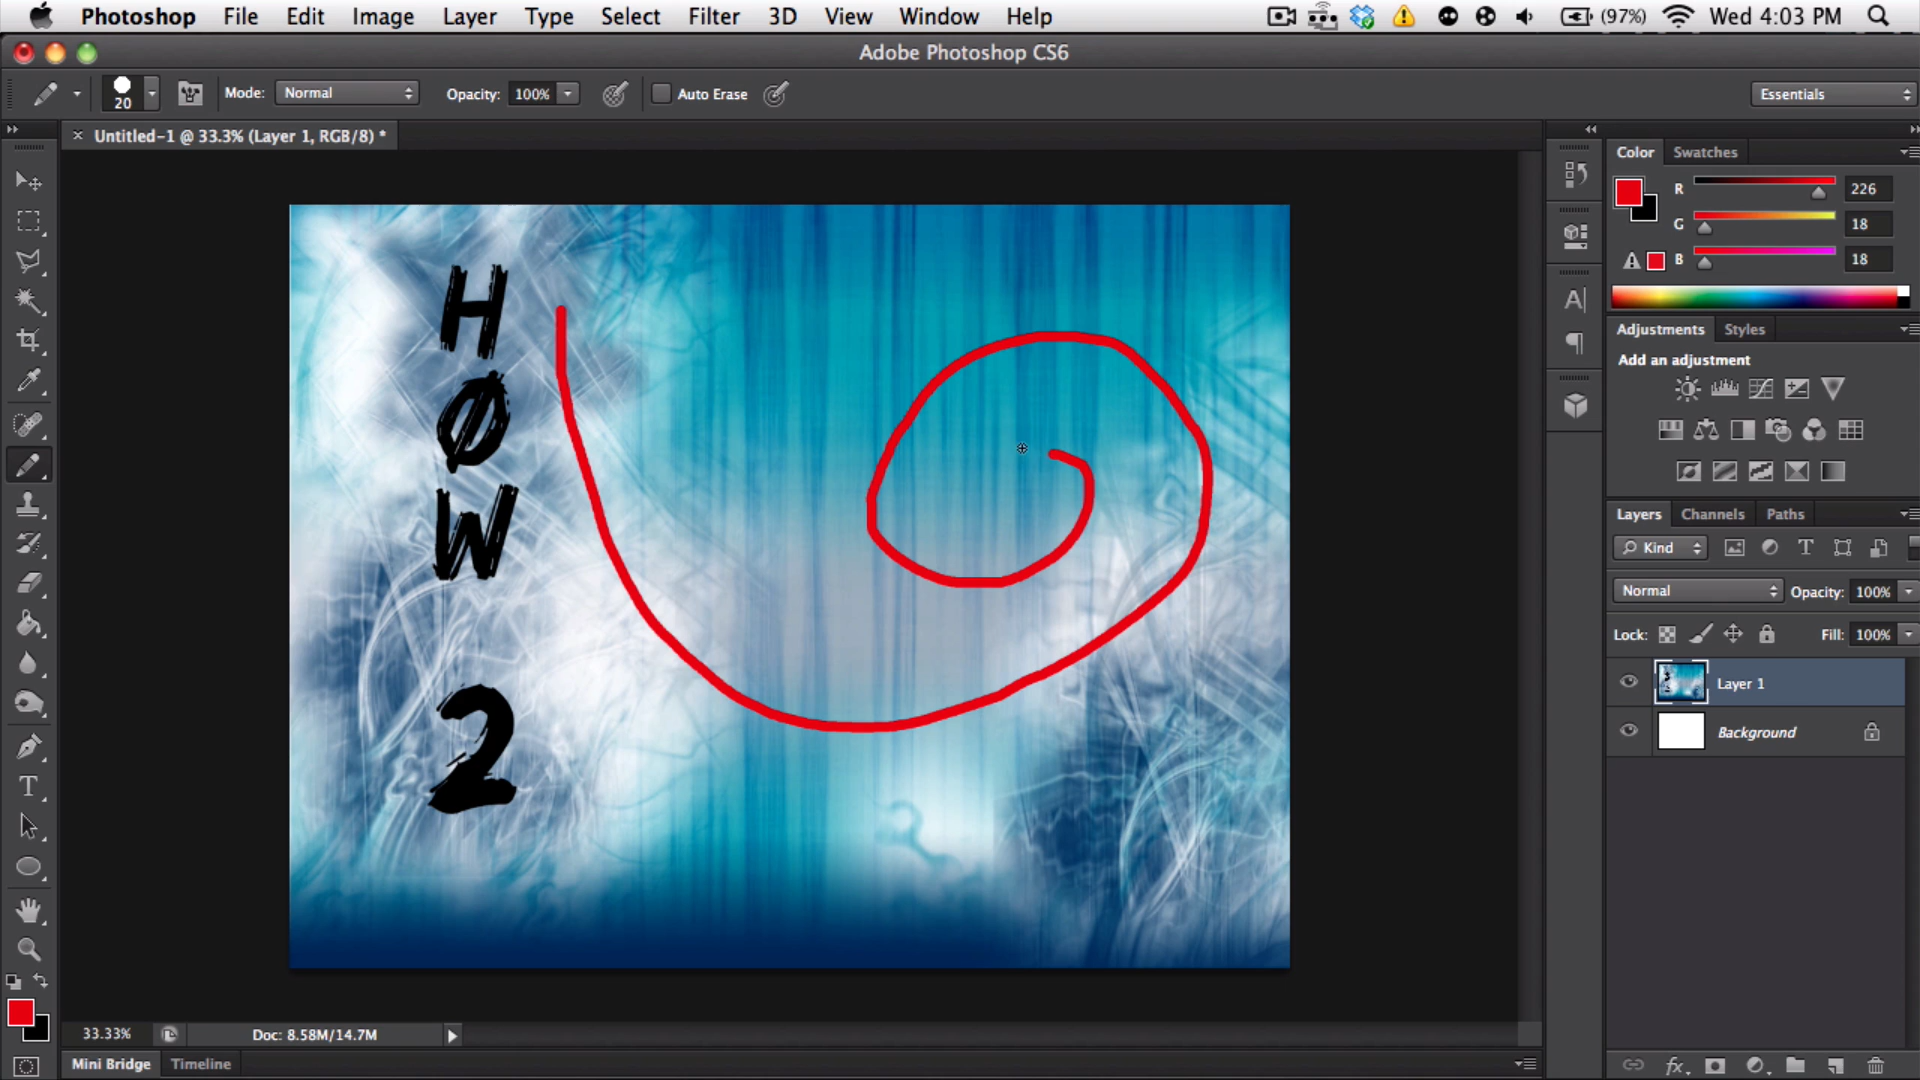 Photoshop File Edit Image Layer Type Select Filter 3D View Window Help (97%) Wed 4:03 PM
Adobe Photoshop CS6
20 Mode: Normal Opacity: 100% Auto Erase Essentials
Untitled-1 @ 33.3% (Layer 1, RGB/8) *
Color Swatches
R 226
G 18
B 18
Adjustments Styles
Add an adjustment
Layers Channels Paths
Kind
Normal Opacity: 100%
Lock: Fill: 100%
Layer 1
Background
H
Ø
W
2
33.33% Doc: 8.58M/14.7M
Mini Bridge Timeline
fx